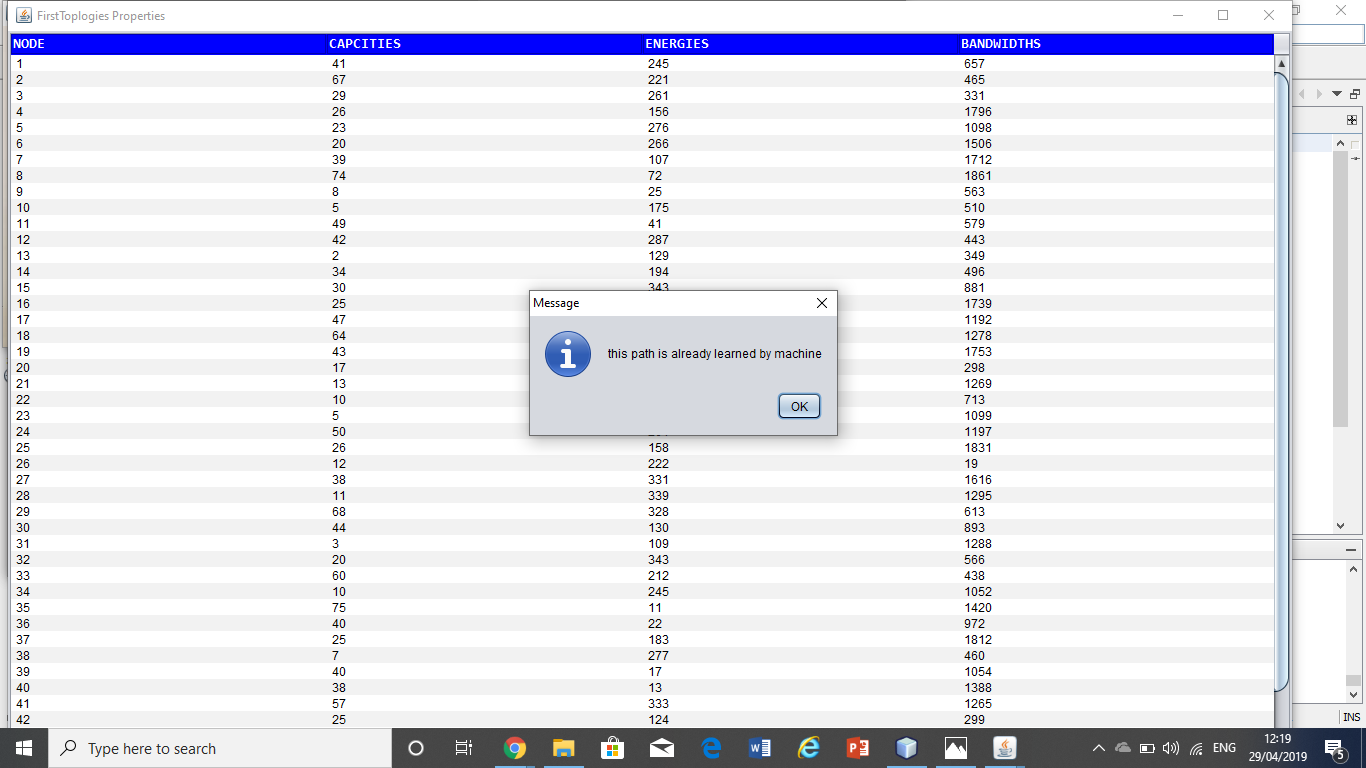 FirstToplogies Properties
NODE CAPCITIES ENERGIES BANDWIDTHS
1 41 245 657
2 67 221 465
3 29 261 331
4 26 156 1796
5 23 276 1098
6 20 266 1506
7 39 107 1712
8 74 72 1861
9 8 25 563
10 5 175 510
11 49 41 579
12 42 287 443
13 2 129 349
14 34 194 496
15 30 343 881
16 25 1739
17 47 1192
18 64 1278
19 43 1753
20 17 298
21 13 1269
22 10 713
23 5 1099
24 50 1197
25 26 158 1831
26 12 222 19
27 38 331 1616
28 11 339 1295
29 68 328 613
30 44 130 893
31 3 109 1288
32 20 343 566
33 60 212 438
34 10 245 1052
35 75 11 1420
36 40 22 972
37 25 183 1812
38 7 277 460
39 40 17 1054
40 38 13 1388
41 57 333 1265
42 25 124 299
Message
this path is already learned by machine
OK
INS
Type here to search
ENG
12:19
29/04/2019
5